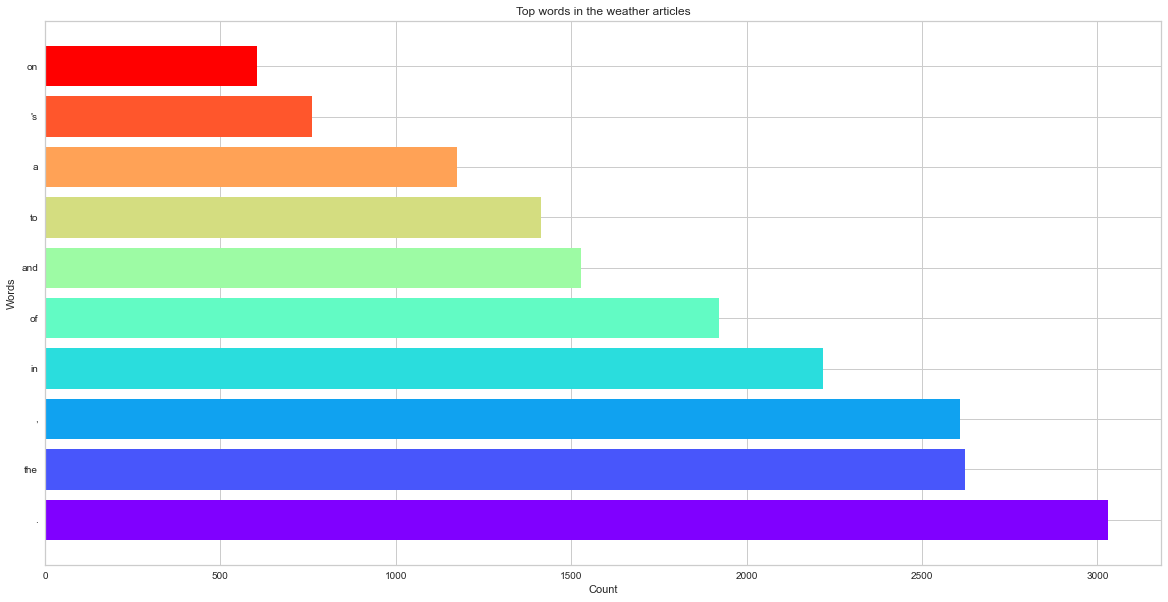 Top words in the weather articles
on
's
a
to
and
of
in
,
the
.
Words
0 500 1000 1500 2000 2500 3000
Count